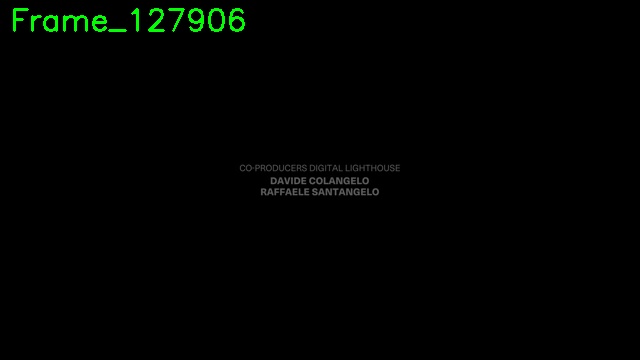 Frame_127906
CO-PRODUCERS DIGITAL LIGHTHOUSE
DAVIDE COLANGELO
RAFFAELE SANTANGELO